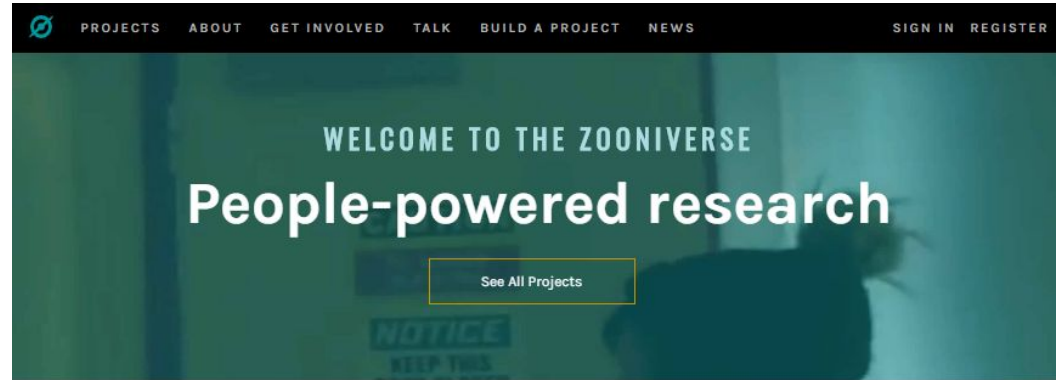 PROJECTS ABOUT GET INVOLVED TALK BUILD A PROJECT NEWS SIGN IN REGISTER
WELCOME TO THE ZOONIVERSE
People-powered research
CAUTION
See All Projects
NOTICE
KEEP THIS